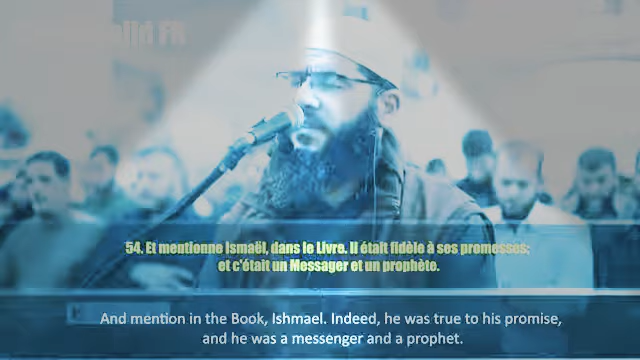 54. Et mentionne Ismaël, dans le Livre. Il était fidèle à ses promesses;
et c'était un Messager et un prophète.
And mention in the Book, Ishmael. Indeed, he was true to his promise,
and he was a messenger and a prophet.